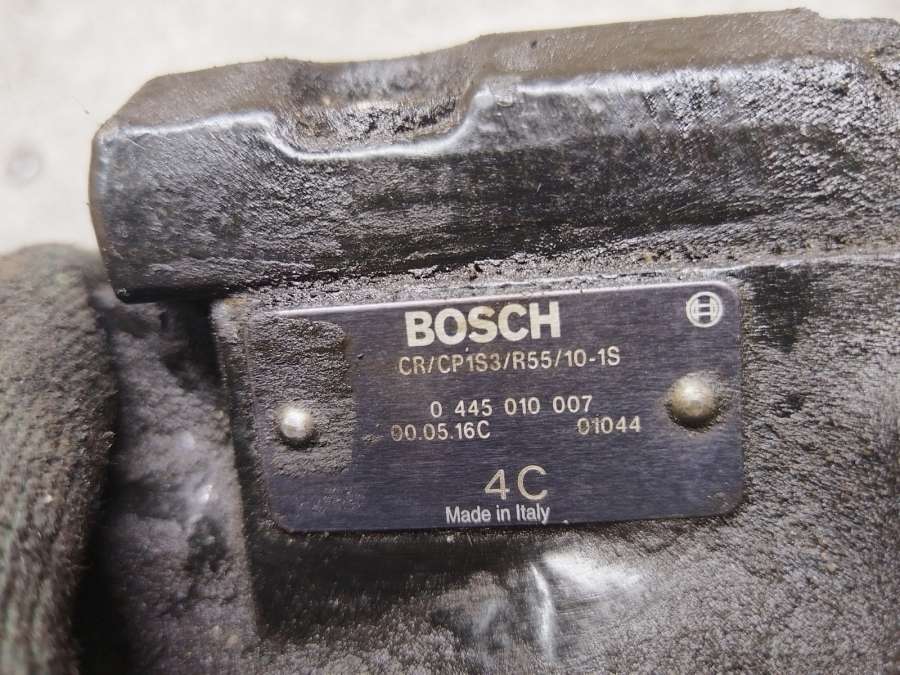 BOSCH
CR/CP1S3/R55/10-1S
0 445 010 007
00.05.16C 01044
4C
Made in Italy